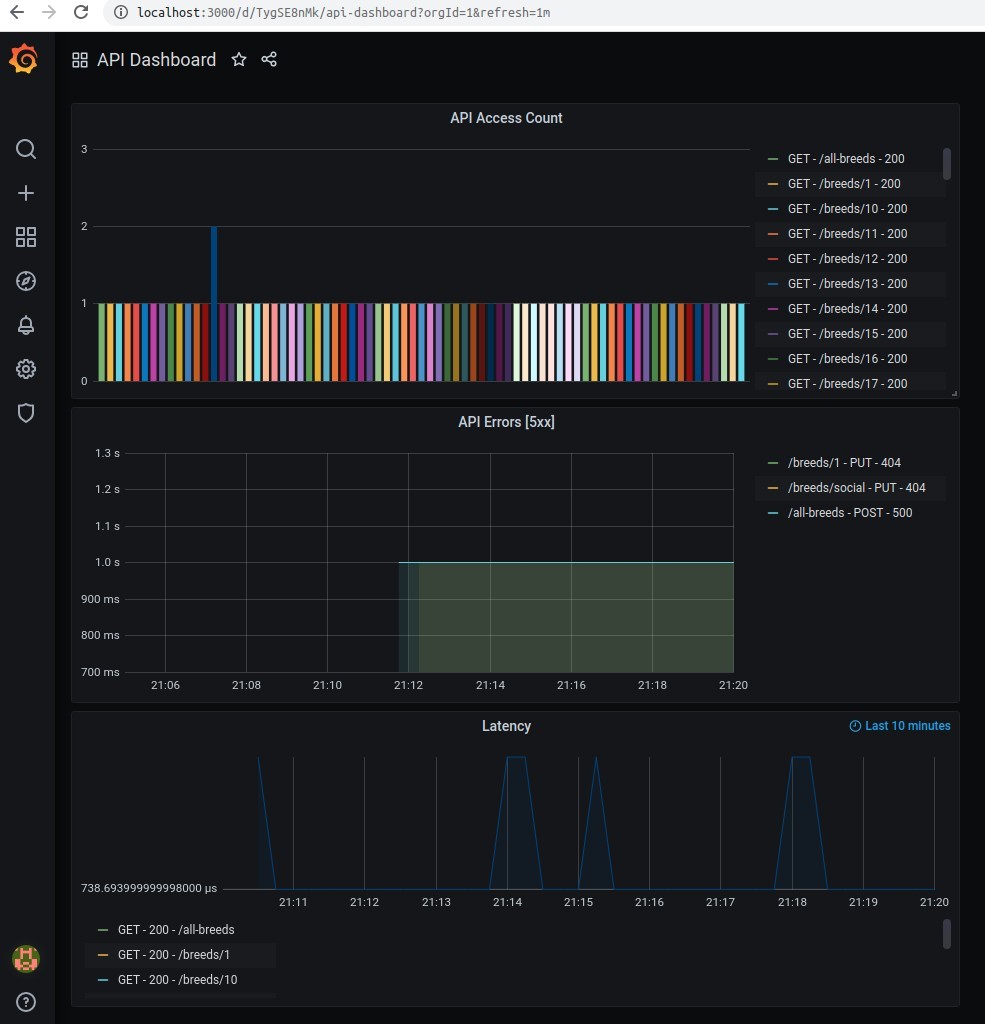 localhost:3000/d/TygSE8nMk/api-dashboard?orgId=1&refresh=1m
API Dashboard
API Access Count
3
2
1
0
GET - /all-breeds - 200
GET - /breeds/1 - 200
GET - /breeds/10 - 200
GET - /breeds/11 - 200
GET - /breeds/12 - 200
GET - /breeds/13 - 200
GET - /breeds/14 - 200
GET - /breeds/15 - 200
GET - /breeds/16 - 200
GET - /breeds/17 - 200
API Errors [5xx]
1.3 s
1.2 s
1.1 s
1.0 s
900 ms
800 ms
700 ms
21:06 21:08 21:10 21:12 21:14 21:16 21:18 21:20
/breeds/1 - PUT - 404
/breeds/social - PUT - 404
/all-breeds - POST - 500
Latency
Last 10 minutes
738.693999999998000 µs
21:11 21:12 21:13 21:14 21:15 21:16 21:17 21:18 21:19 21:20
GET - 200 - /all-breeds
GET - 200 - /breeds/1
GET - 200 - /breeds/10